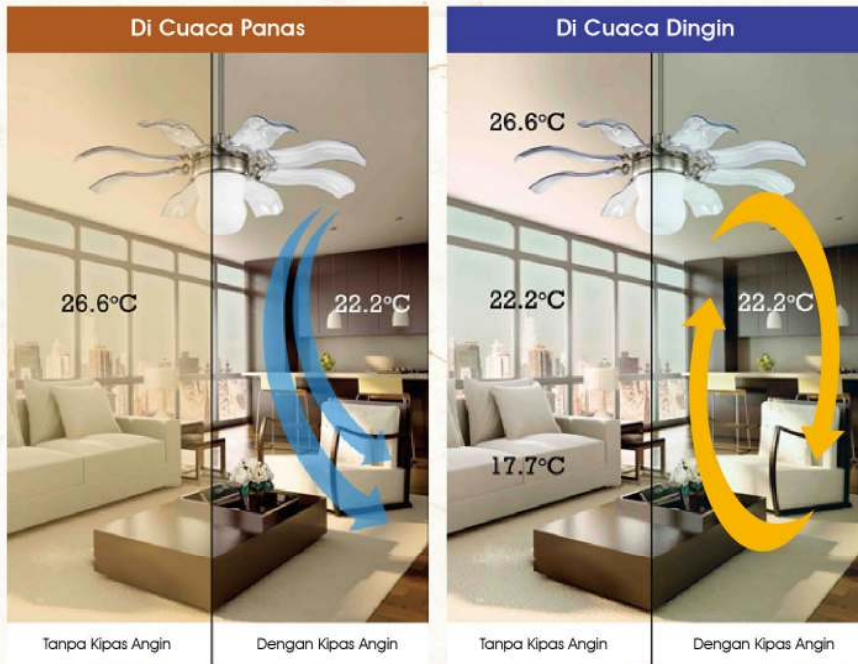 Di Cuaca Panas
26.6°C
22.2°C
Tanpa Kipas Angin
Dengan Kipas Angin
Di Cuaca Dingin
26.6°C
22.2°C
22.2°C
17.7°C
Tanpa Kipas Angin
Dengan Kipas Angin